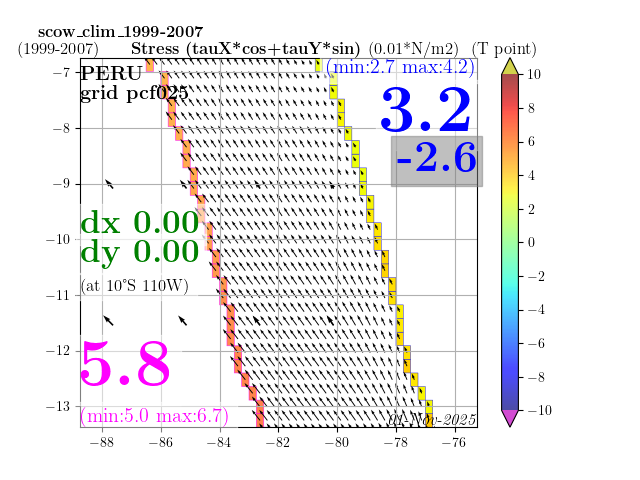 scow_clim_1999-2007
(1999-2007) Stress (tauX*cos+tauY*sin) (0.01*N/m2) (T point)
(min:2.7 max:4.2)
PERU
grid pcf025
3.2
-2.6
dx 0.00
dy 0.00
(at 10°S 110W)
5.8
(min:5.0 max:6.7)
01-Nov-2025
−7
−8
−9
−10
−11
−12
−13
−88 −86 −84 −82 −80 −78 −76
10
8
6
4
2
0
−2
−4
−6
−8
−10